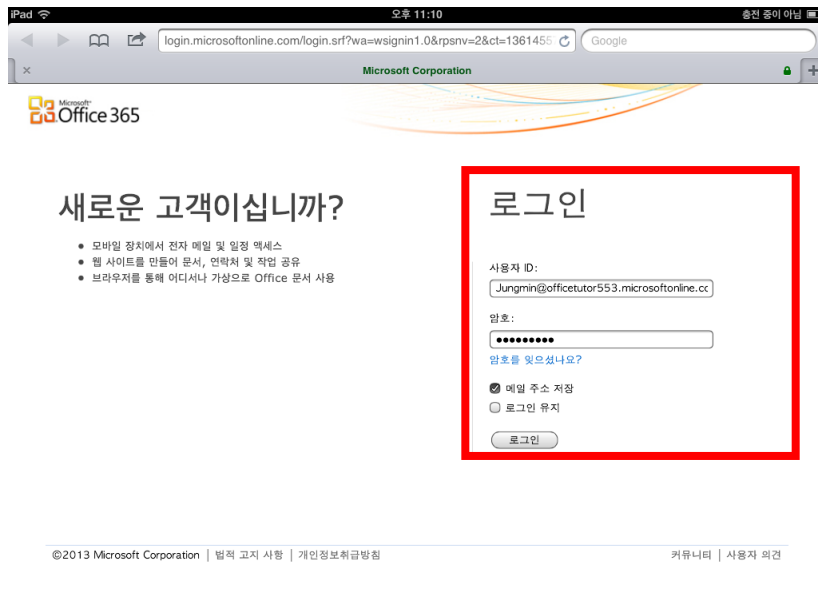 iPad
오후 11:10
충전 중이 아님
login.microsoftonline.com/login.srf?wa=wsignin1.0&rpsnv=2&ct=1361455
Google
Microsoft Corporation
Microsoft
Office 365
새로운 고객이십니까?
모바일 장치에서 전자 메일 및 일정 액세스
웹 사이트를 만들어 문서, 연락처 및 작업 공유
브라우저를 통해 어디서나 가상으로 Office 문서 사용
로그인
사용자 ID:
Jungmin@officetutor553.microsoftonline.cc
암호:
암호를 잊으셨나요?
메일 주소 저장
로그인 유지
로그인
©2013 Microsoft Corporation | 법적 고지 사항 | 개인정보취급방침
커뮤니티 | 사용자 의견